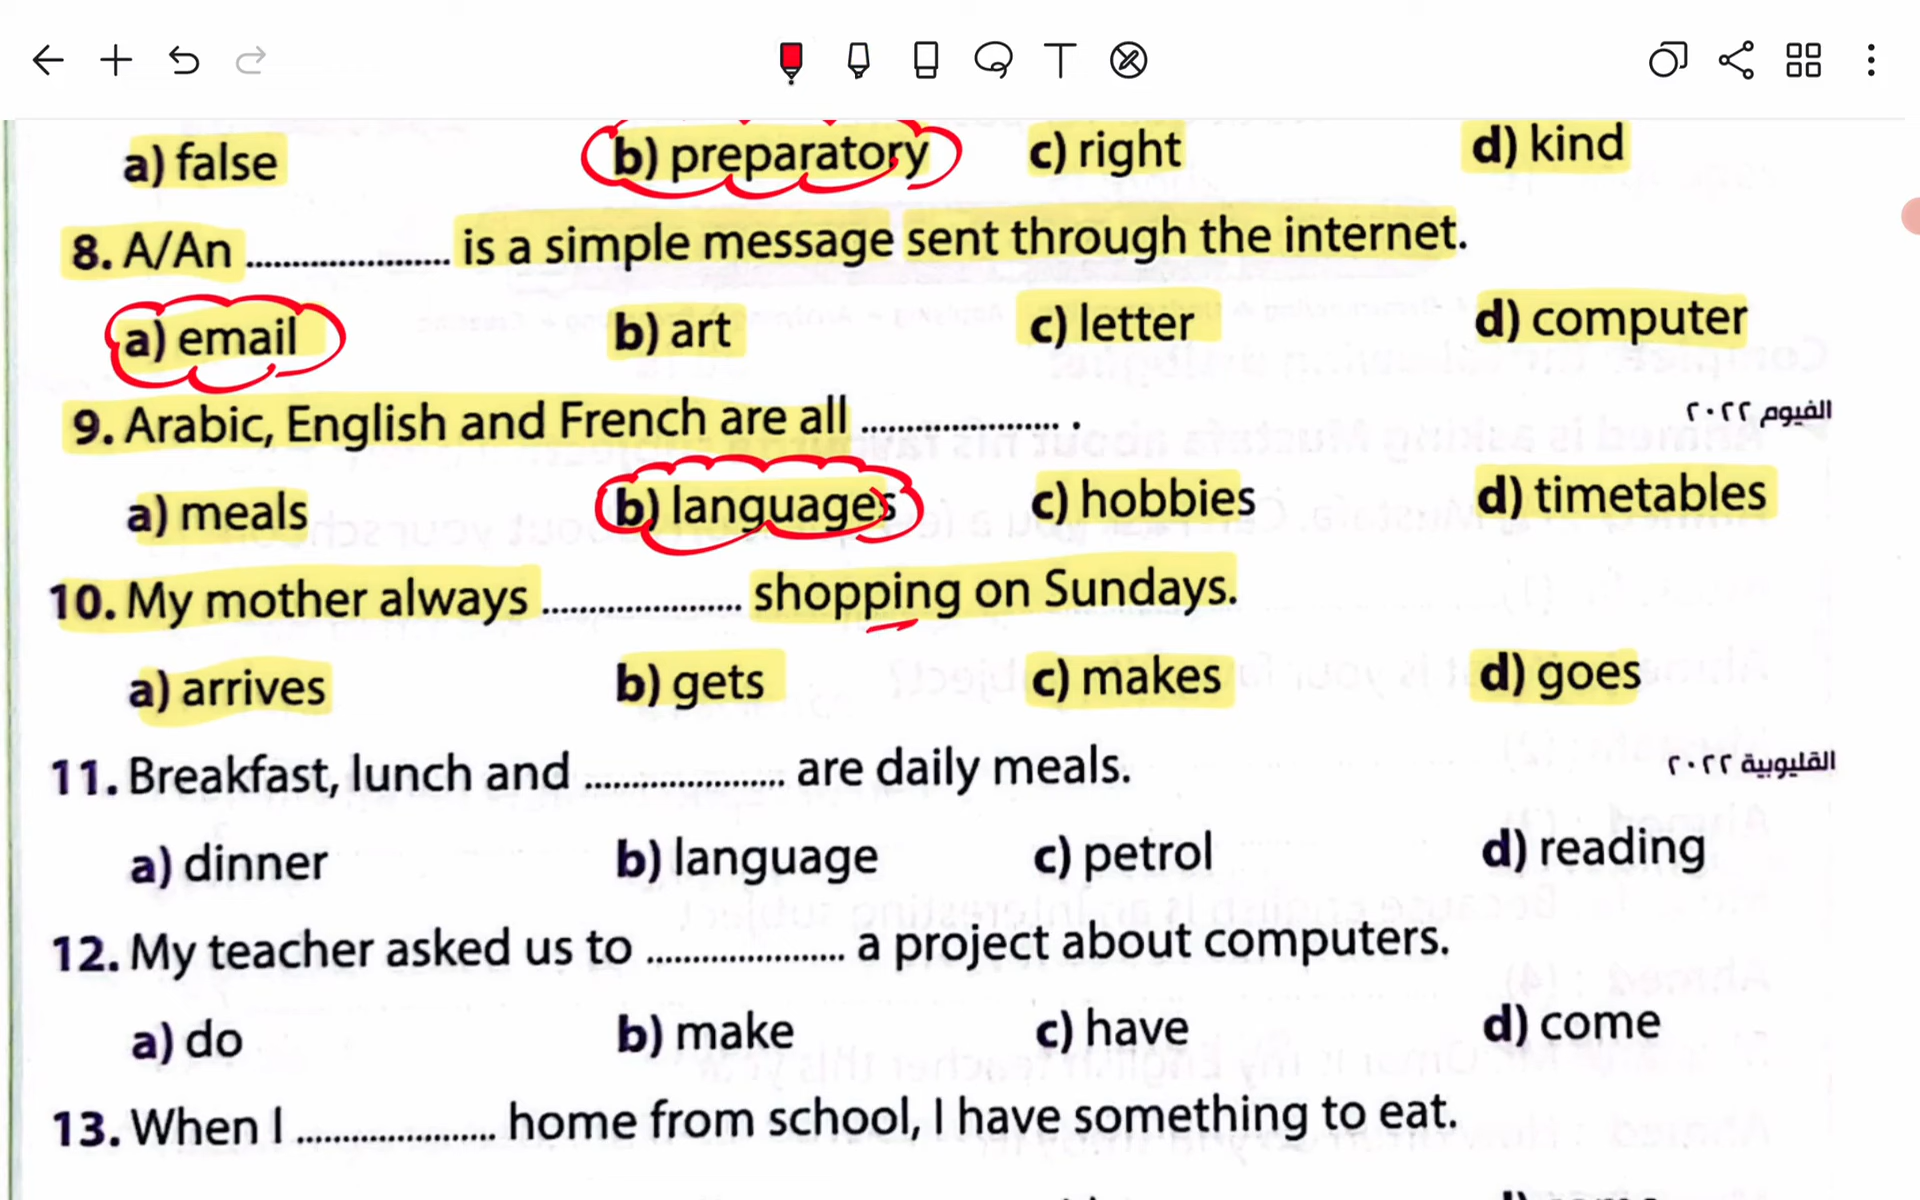 a) false b) preparatory c) right d) kind
8. A/An ...................... is a simple message sent through the internet.
a) email b) art c) letter d) computer
9. Arabic, English and French are all ..................... . الفيوم ٢٠٢٢
a) meals b) languages c) hobbies d) timetables
10. My mother always ..................... shopping on Sundays.
a) arrives b) gets c) makes d) goes
11. Breakfast, lunch and ..................... are daily meals. القليوبية ٢٠٢٢
a) dinner b) language c) petrol d) reading
12. My teacher asked us to ..................... a project about computers.
a) do b) make c) have d) come
13. When I ..................... home from school, I have something to eat.